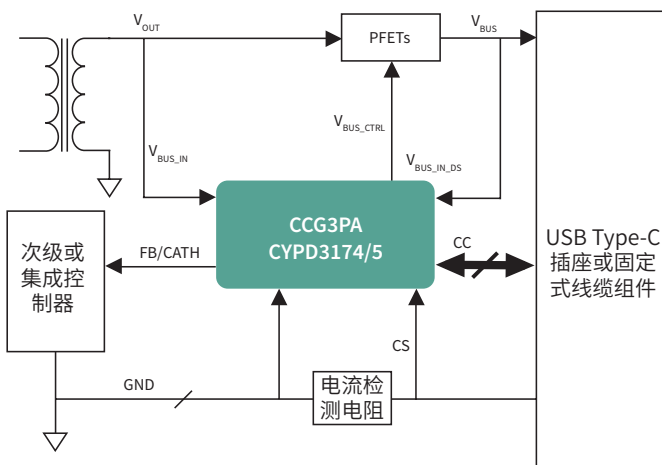 VOUT
PFETs
VBUS
VBUS_CTRL
VBUS_IN
VBUS_IN_DS
CCG3PA
CYPD3174/5
次级或
集成控
制器
FB/CATH
CC
USB Type-C
插座或固定
式线缆组件
CS
GND
电流检
测电阻